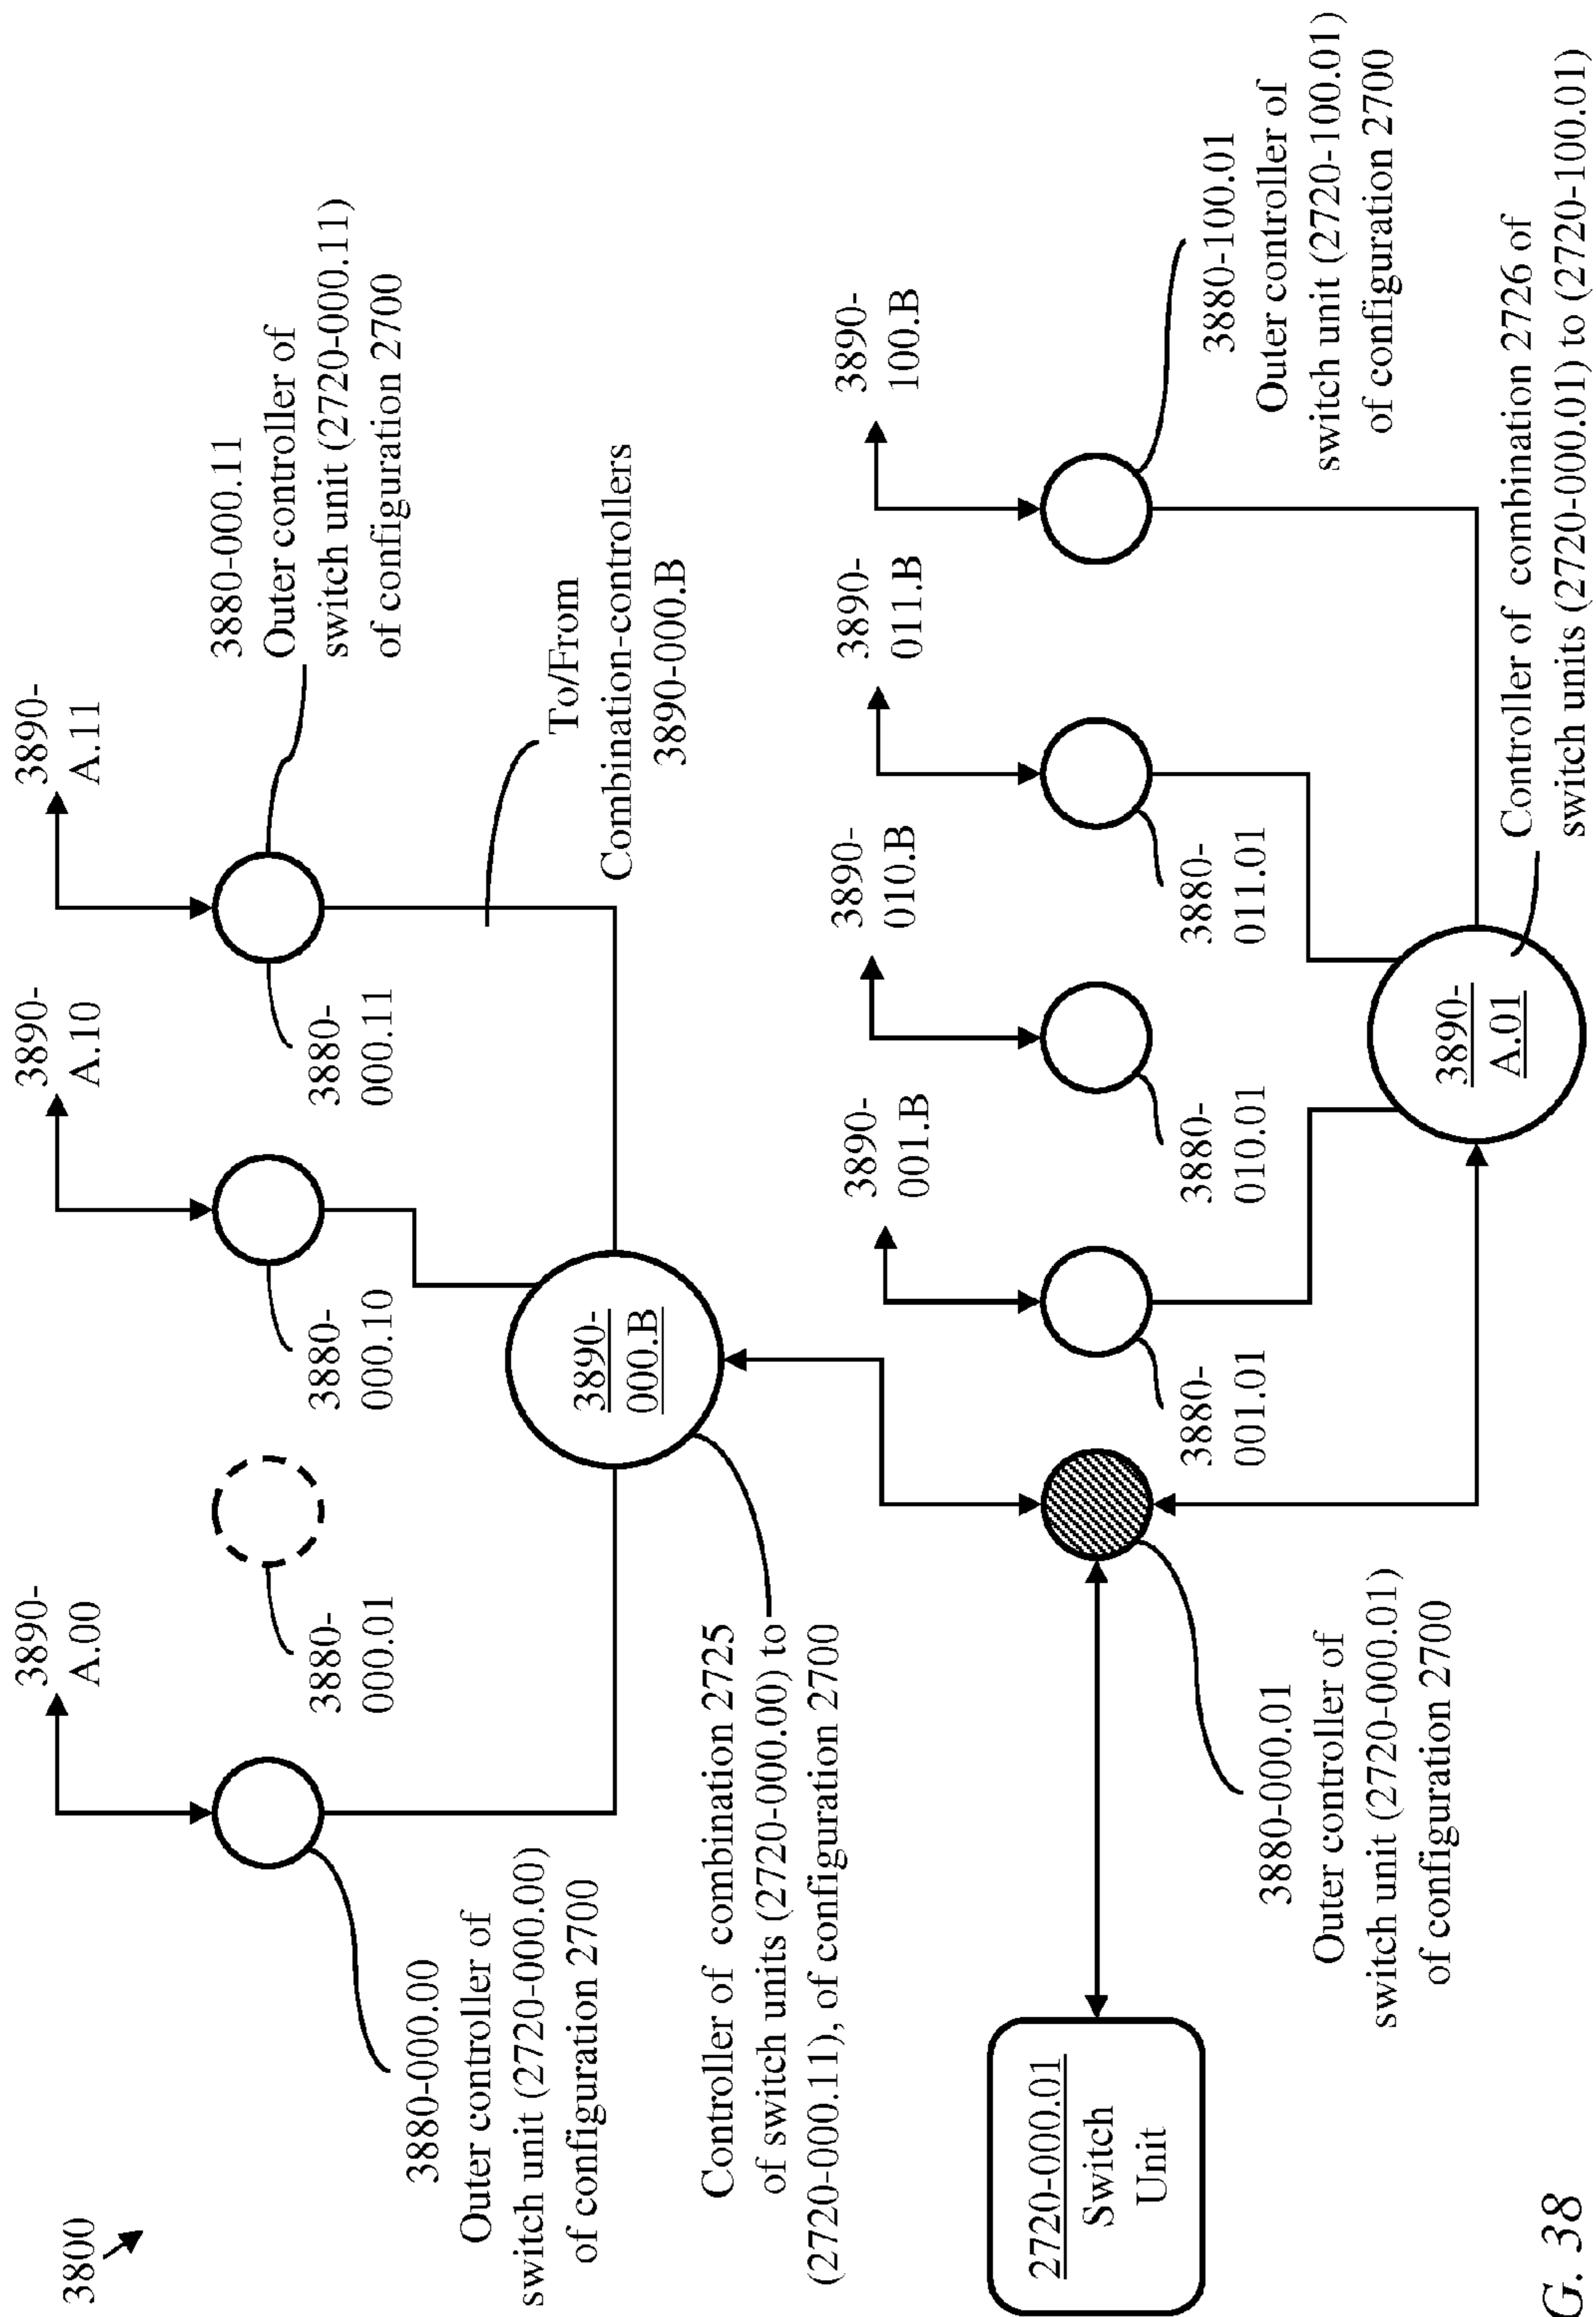 3800
3890-
A.00
3890-
A.10
3890-
A.11
3880-000.00
Outer controller of
switch unit (2720-000.00)
of configuration 2700
3880-
000.01
3880-
000.10
3880-
000.11
3880-000.11
Outer controller of
switch unit (2720-000.11)
of configuration 2700
To/From
Combination-controllers
3890-000.B
3890-
000.B
Controller of combination 2725
of switch units (2720-000.00) to
(2720-000.11), of configuration 2700
3890-
001.B
3890-
010.B
3890-
011.B
3890-
100.B
2720-000.01
Switch
Unit
3880-000.01
Outer controller of
switch unit (2720-000.01)
of configuration 2700
3880-
001.01
3880-
010.01
3880-
011.01
3880-100.01
Outer controller of
switch unit (2720-100.01)
of configuration 2700
3890-
A.01
Controller of combination 2726 of
switch units (2720-000.01) to (2720-100.01)
G. 38